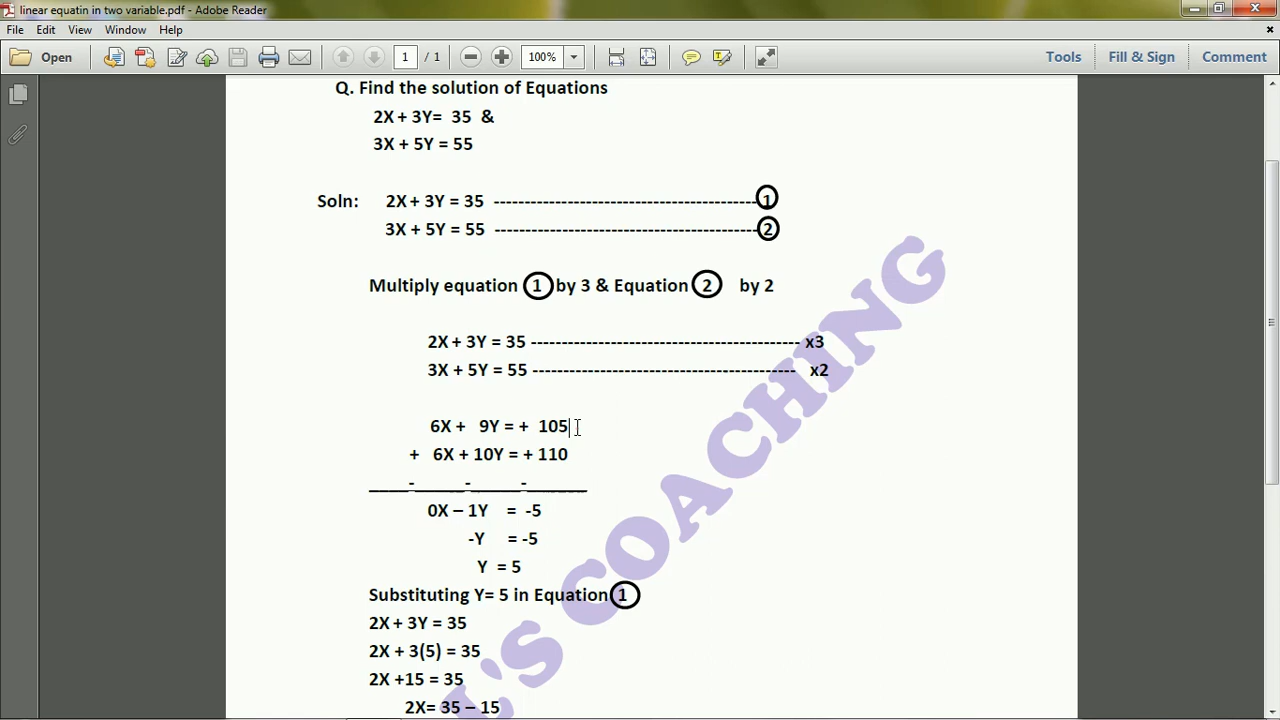 linear equatin in two variable.pdf - Adobe Reader
File Edit View Window Help
Open 1 / 1 100% Tools Fill & Sign Comment
Q. Find the solution of Equations
2X + 3Y= 35 &
3X + 5Y = 55
Soln: 2X + 3Y = 35 ------------------------------------------- 1
3X + 5Y = 55 ------------------------------------------- 2
Multiply equation 1 by 3 & Equation 2 by 2
2X + 3Y = 35 -------------------------------------------- x3
3X + 5Y = 55 ------------------------------------------- x2
6X + 9Y = + 105
+ 6X + 10Y = + 110
____-______-______-_______
0X – 1Y = -5
-Y = -5
Y = 5
Substituting Y= 5 in Equation 1
2X + 3Y = 35
2X + 3(5) = 35
2X +15 = 35
2X= 35 – 15
L'S COACHING